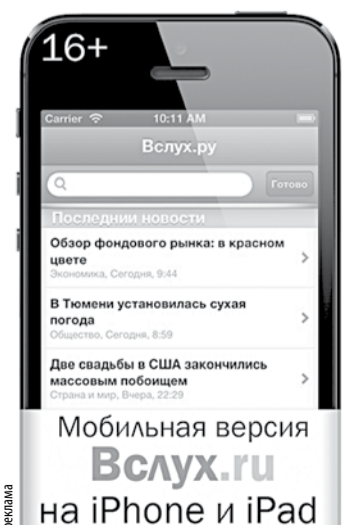 16+
Carrier 10:11 AM
Вслух.ру
Готово
Последнии новости
Обзор фондового рынка: в красном
цвете
Экономика, Сегодня, 9:44
В Тюмени установилась сухая
погода
Общество, Сегодня, 8:59
Две свадьбы в США закончились
массовым побоищем
Страна и мир, Вчера, 22:29
Мобильная версия
Вслух.ru
на iPhone и iPad
реклама